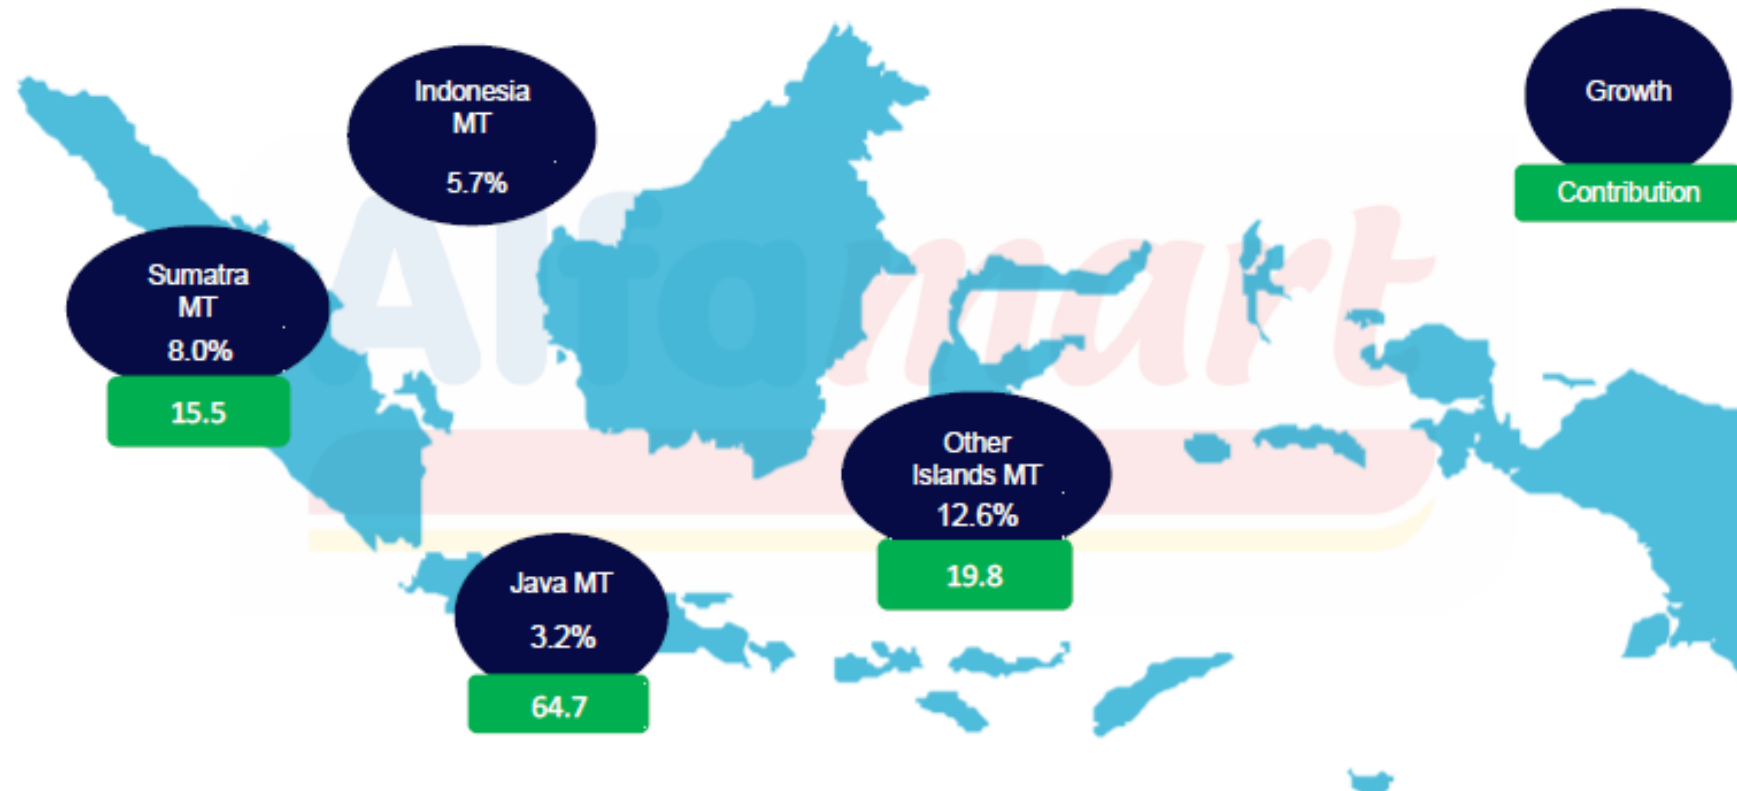 Indonesia
MT
5.7%
Growth
Contribution
Sumatra
MT
8.0%
15.5
Alfamart
Other
Islands MT
12.6%
19.8
Java MT
3.2%
64.7